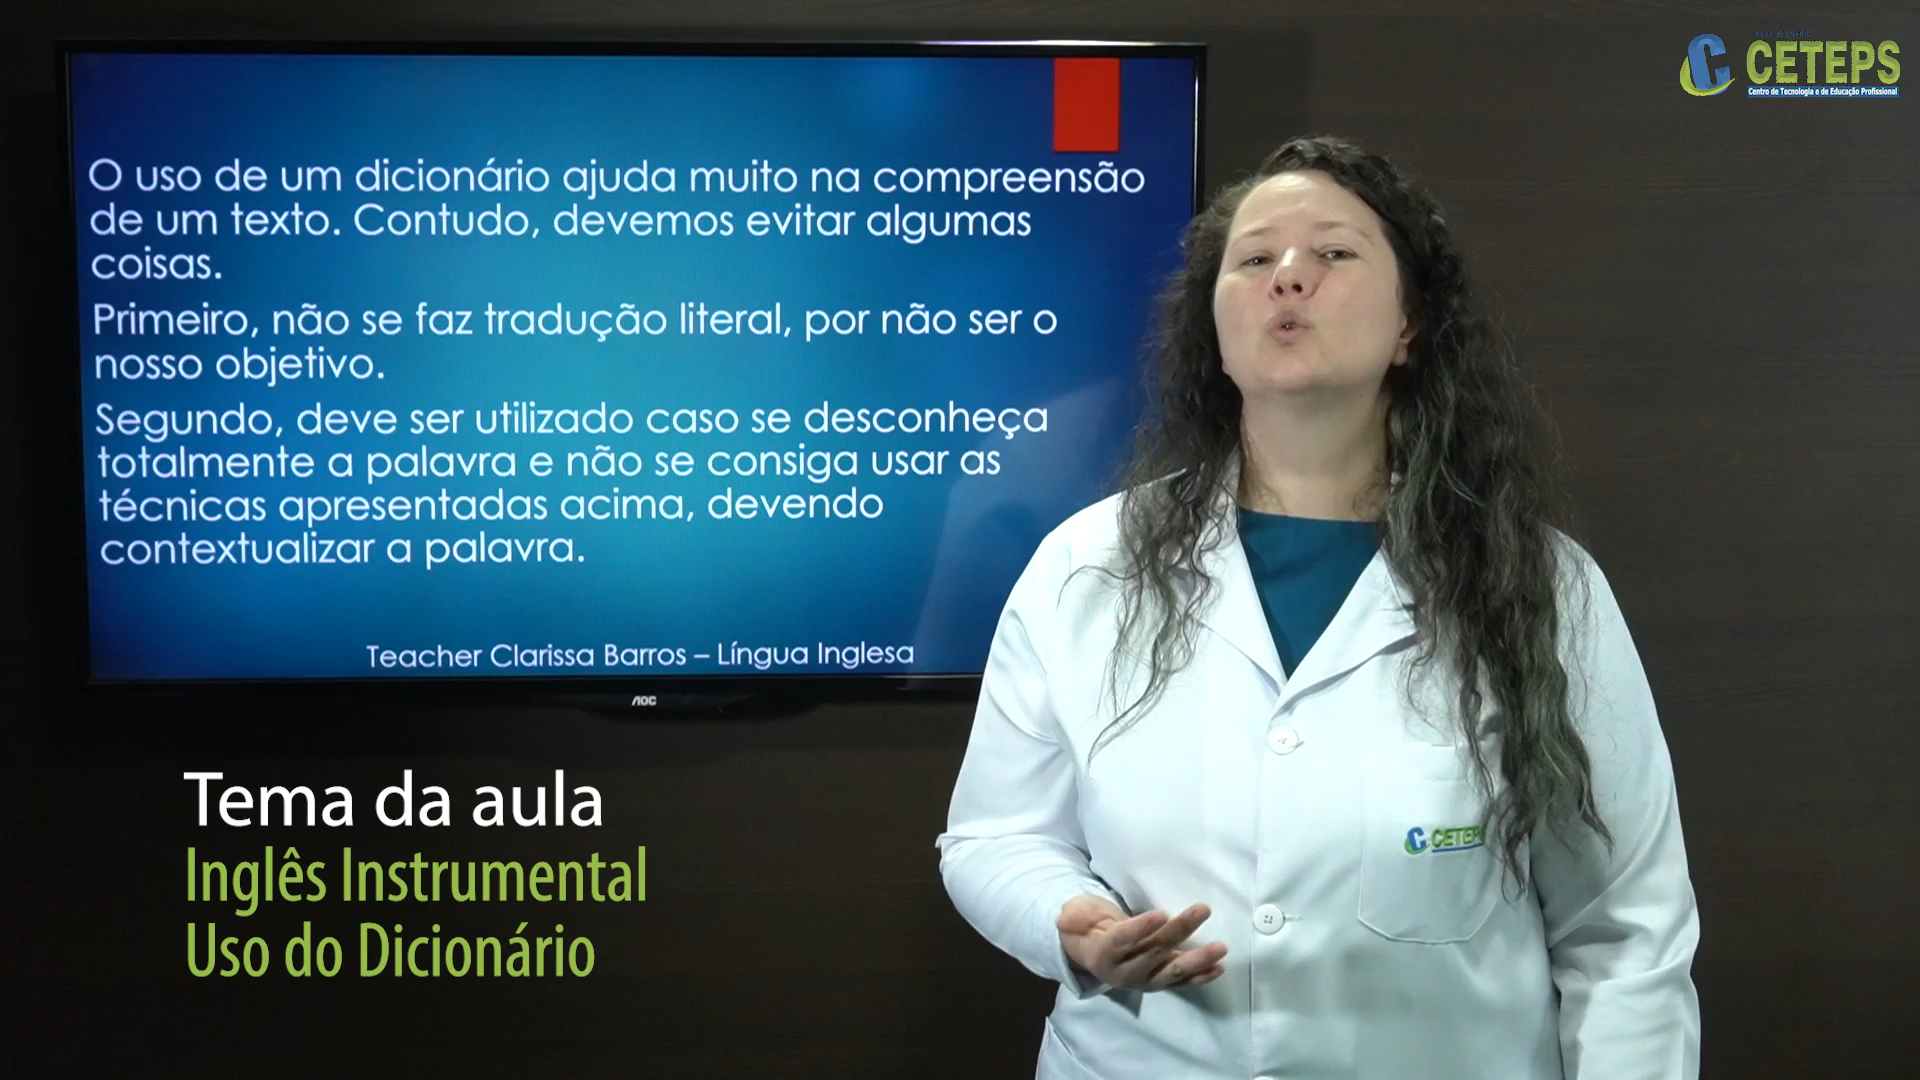 CETEPS
Centro de Tecnologia e de Educação Profissional
O uso de um dicionário ajuda muito na compreensão
de um texto. Contudo, devemos evitar algumas
coisas.
Primeiro, não se faz tradução literal, por não ser o
nosso objetivo.
Segundo, deve ser utilizado caso se desconheça
totalmente a palavra e não se consiga usar as
técnicas apresentadas acima, devendo
contextualizar a palavra.
Teacher Clarissa Barros – Língua Inglesa
AOC
CETEPS
Tema da aula
Inglês Instrumental
Uso do Dicionário